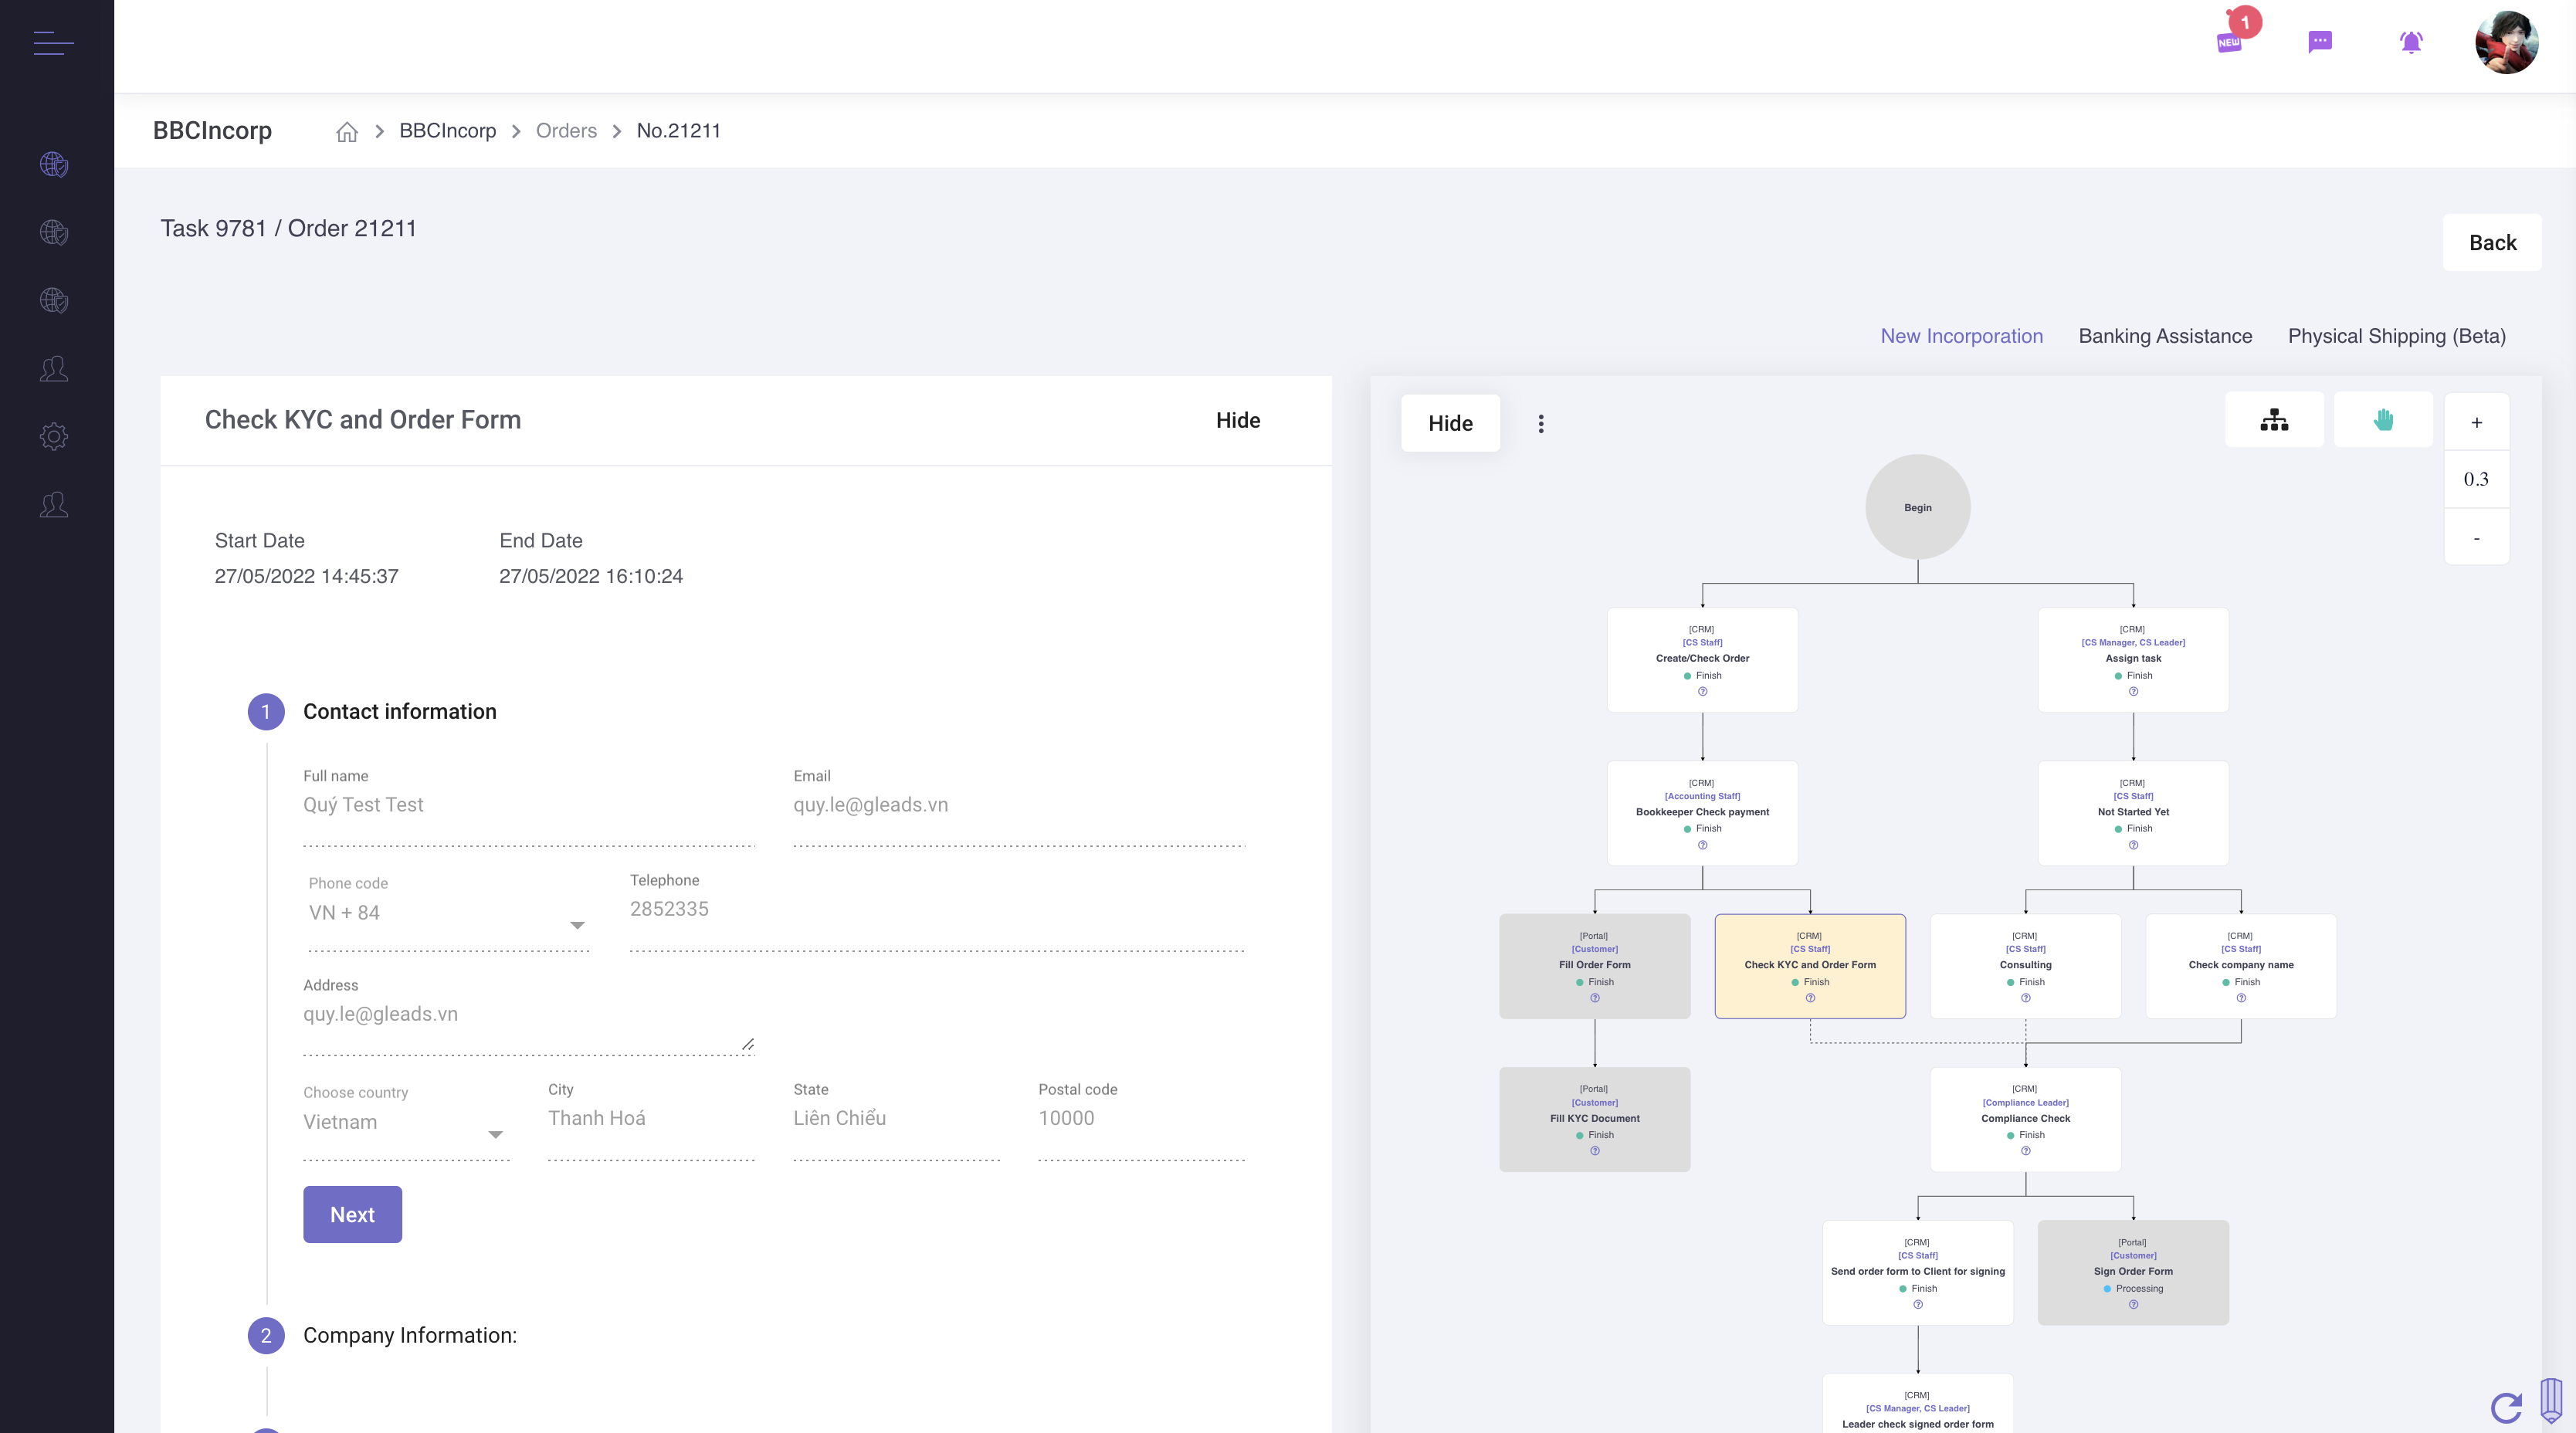 NEW
1
BBCIncorp
BBCIncorp
Orders
No.21211
Task 9781 / Order 21211
Back
New Incorporation
Banking Assistance
Physical Shipping (Beta)
Check KYC and Order Form
Hide
Start Date
End Date
27/05/2022 14:45:37
27/05/2022 16:10:24
1
Contact information
Full name
Email
Quý Test Test
quy.le@gleads.vn
Phone code
Telephone
VN + 84
2852335
Address
quy.le@gleads.vn
Choose country
City
State
Postal code
Vietnam
Thanh Hoá
Liên Chiểu
10000
Next
2
Company Information:
Hide
+
0.3
-
Begin
[CRM]
[CS Staff]
Create/Check Order
Finish
[CRM]
[CS Manager, CS Leader]
Assign task
Finish
[CRM]
[Accounting Staff]
Bookkeeper Check payment
Finish
[CRM]
[CS Staff]
Not Started Yet
Finish
[Portal]
[Customer]
Fill Order Form
Finish
[CRM]
[CS Staff]
Check KYC and Order Form
Finish
[CRM]
[CS Staff]
Consulting
Finish
[CRM]
[CS Staff]
Check company name
Finish
[Portal]
[Customer]
Fill KYC Document
Finish
[CRM]
[Compliance Leader]
Compliance Check
Finish
[CRM]
[CS Staff]
Send order form to Client for signing
Finish
[Portal]
[Customer]
Sign Order Form
Processing
[CRM]
[CS Manager, CS Leader]
Leader check signed order form